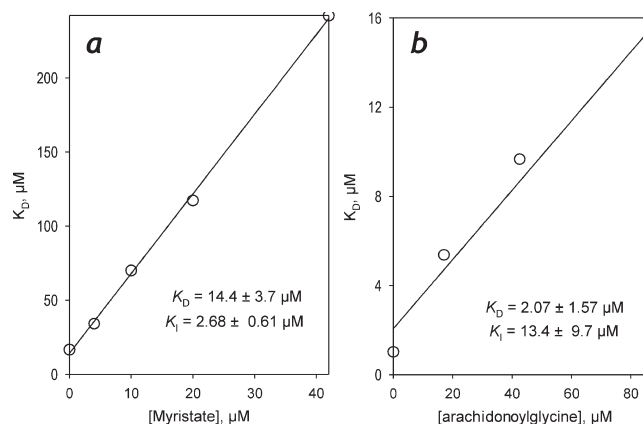 a
200
150
100
50
0
K_D, µM
K_D = 14.4 ± 3.7 µM
K_I = 2.68 ± 0.61 µM
0 10 20 30 40
[Myristate], µM
b
16
12
8
4
0
K_D, µM
K_D = 2.07 ± 1.57 µM
K_I = 13.4 ± 9.7 µM
0 20 40 60 80
[arachidonoylglycine], µM